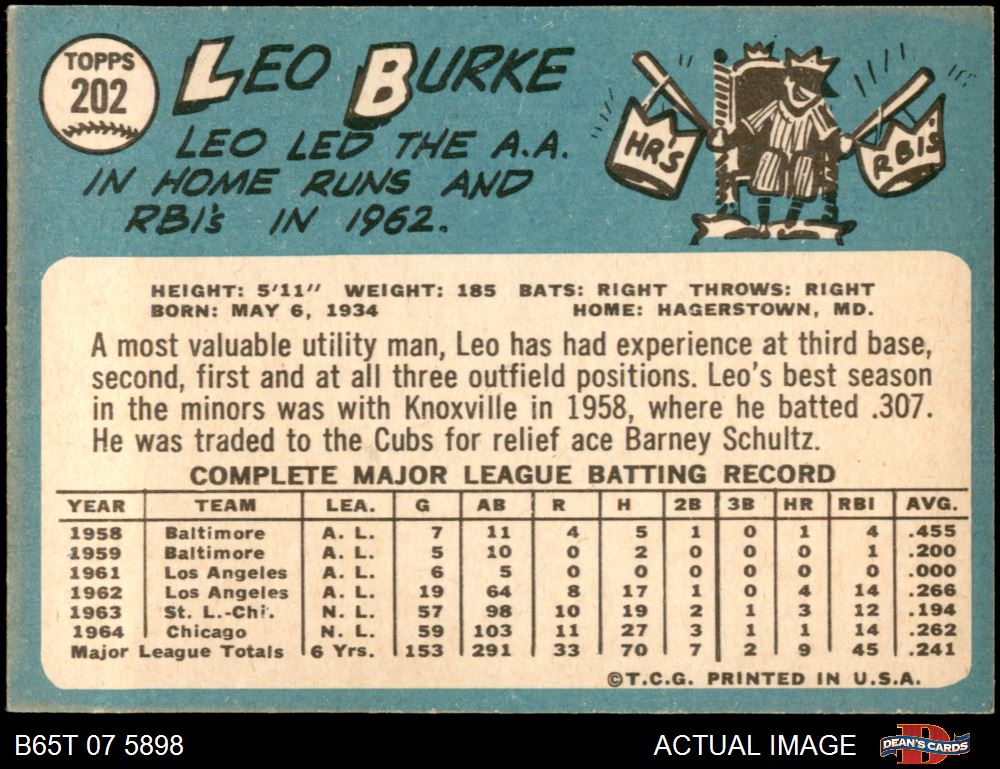 TOPPS
202
LEO BURKE
LEO LED THE A.A.
IN HOME RUNS AND
RBI's IN 1962.
HR'S
RBI'S
HEIGHT: 5'11" WEIGHT: 185 BATS: RIGHT THROWS: RIGHT
BORN: MAY 6, 1934 HOME: HAGERSTOWN, MD.
A most valuable utility man, Leo has had experience at third base,
second, first and at all three outfield positions. Leo's best season
in the minors was with Knoxville in 1958, where he batted .307.
He was traded to the Cubs for relief ace Barney Schultz.
COMPLETE MAJOR LEAGUE BATTING RECORD
YEAR TEAM LEA. G AB R H 2B 3B HR RBI AVG.
1958 Baltimore A. L. 7 11 4 5 1 0 1 4 .455
1959 Baltimore A. L. 5 10 0 2 0 0 0 1 .200
1961 Los Angeles A. L. 6 5 0 0 0 0 0 0 .000
1962 Los Angeles A. L. 19 64 8 17 1 0 4 14 .266
1963 St. L.-Chi. N. L. 57 98 10 19 2 1 3 12 .194
1964 Chicago N. L. 59 103 11 27 3 1 1 14 .262
Major League Totals 6 Yrs. 153 291 33 70 7 2 9 45 .241
©T.C.G. PRINTED IN U.S.A.
B65T 07 5898
ACTUAL IMAGE
DEAN'S CARDS